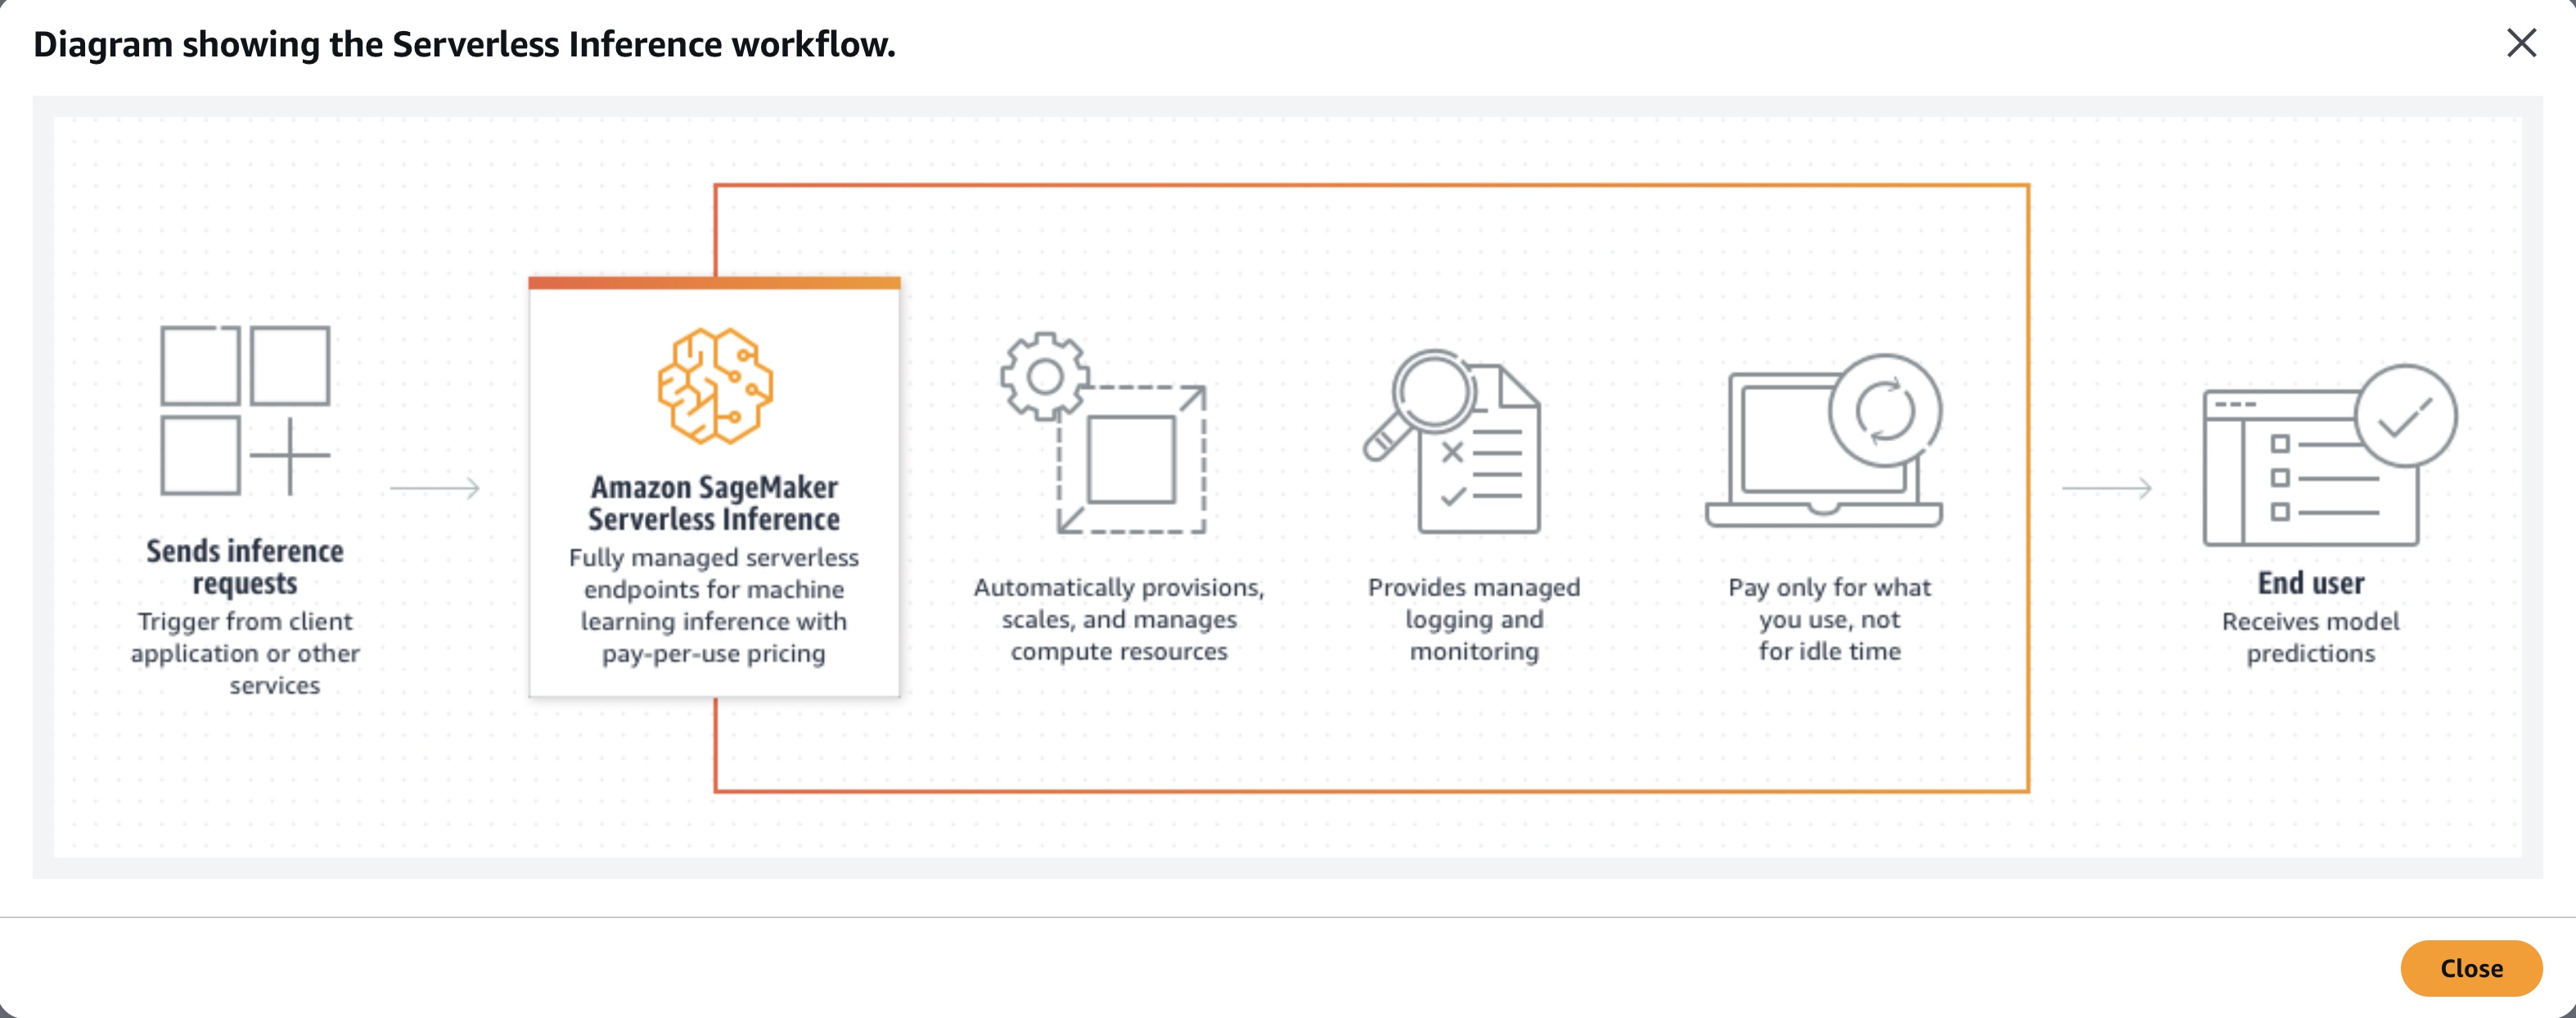 Diagram showing the Serverless Inference workflow.
Sends inference
requests
Trigger from client
application or other
services
Amazon SageMaker
Serverless Inference
Fully managed serverless
endpoints for machine
learning inference with
pay-per-use pricing
Automatically provisions,
scales, and manages
compute resources
Provides managed
logging and
monitoring
Pay only for what
you use, not
for idle time
End user
Receives model
predictions
Close